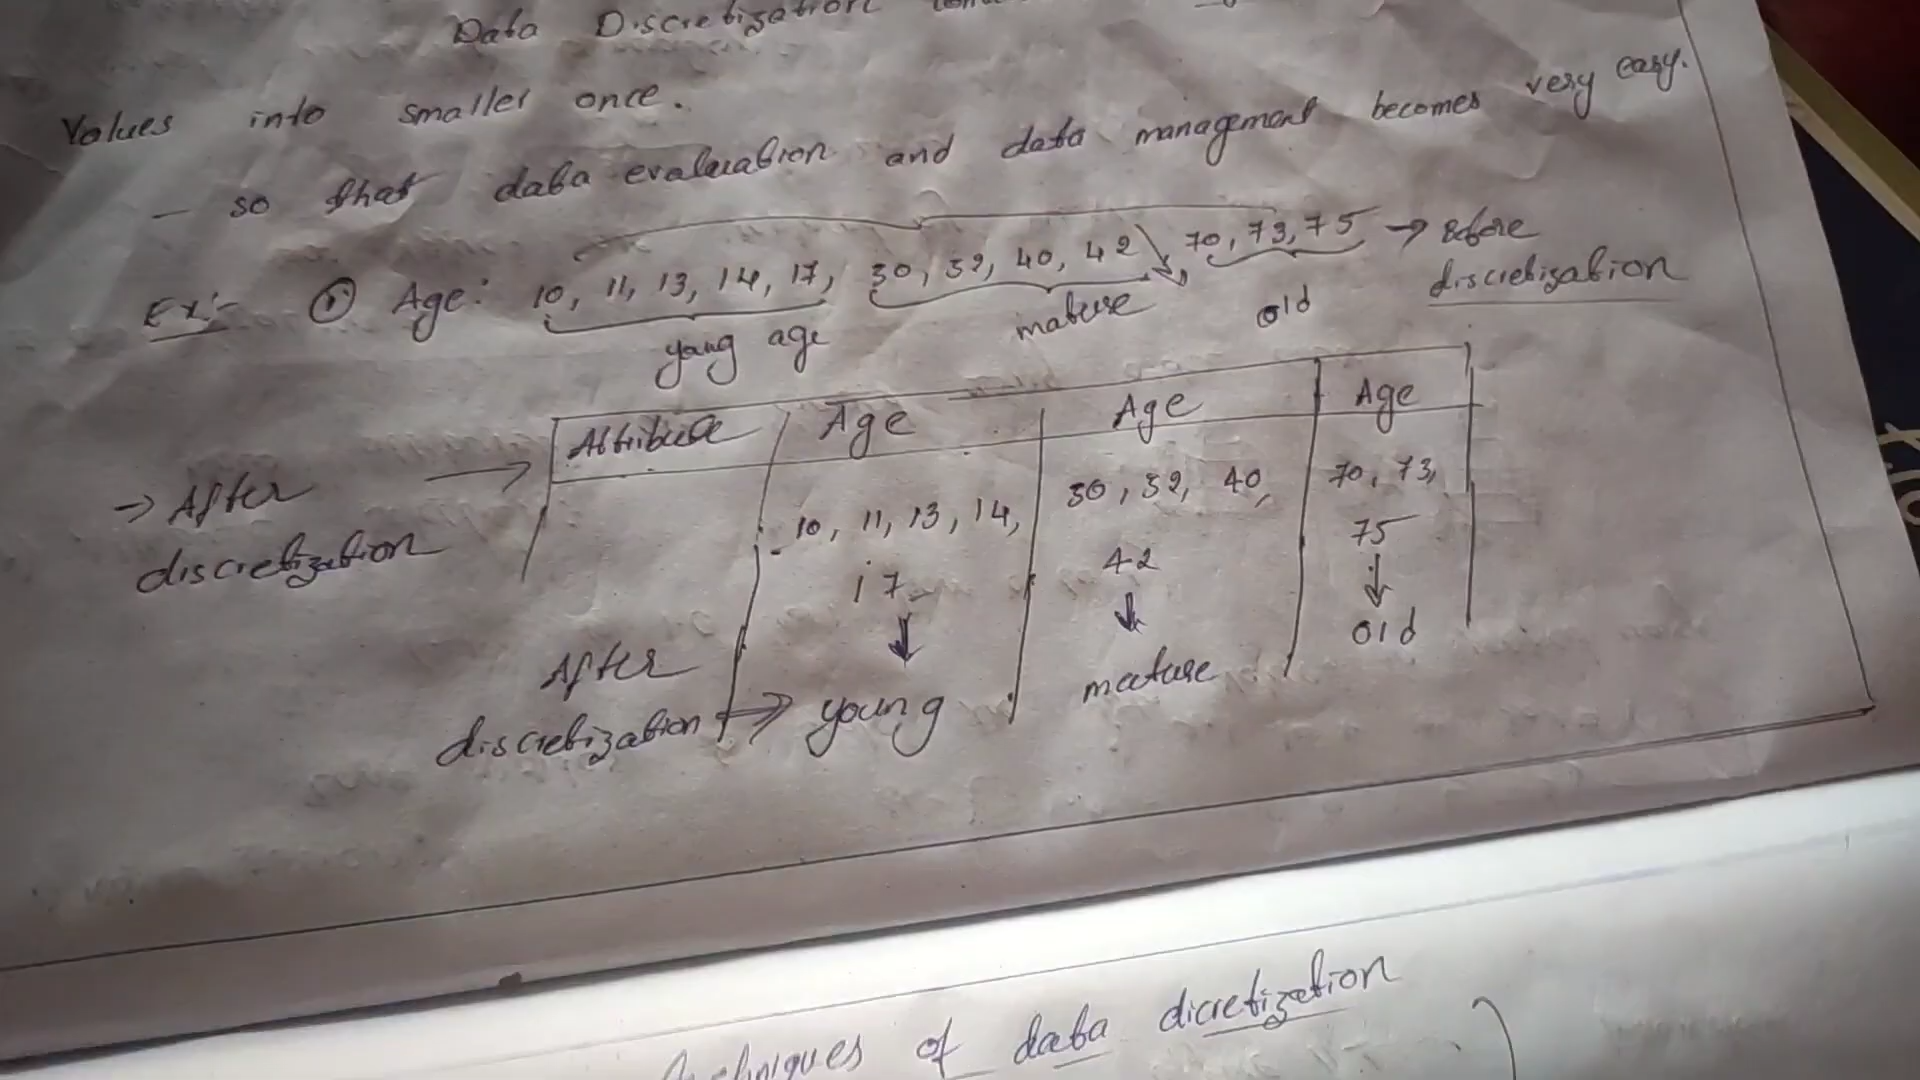 Data Discretization
Values into smaller once.
- so that data evaluation and data management becomes very easy.
Ex:- ① Age: 10, 11, 13, 14, 17, 30, 32, 40, 42, 70, 73, 75 → Before discretization
yang age mature old
→ After discretization →
Attribute Age Age Age
10, 11, 13, 14, 17 30, 32, 40, 42 70, 73, 75
↓ ↓ ↓
After discretization → young mature old
of data dicretization